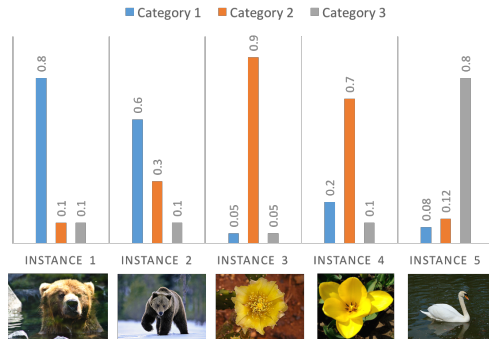 Category 1 Category 2 Category 3
0.8 0.1 0.1 0.6 0.3 0.1 0.05 0.9 0.05 0.2 0.7 0.1 0.08 0.12 0.8
INSTANCE 1 INSTANCE 2 INSTANCE 3 INSTANCE 4 INSTANCE 5